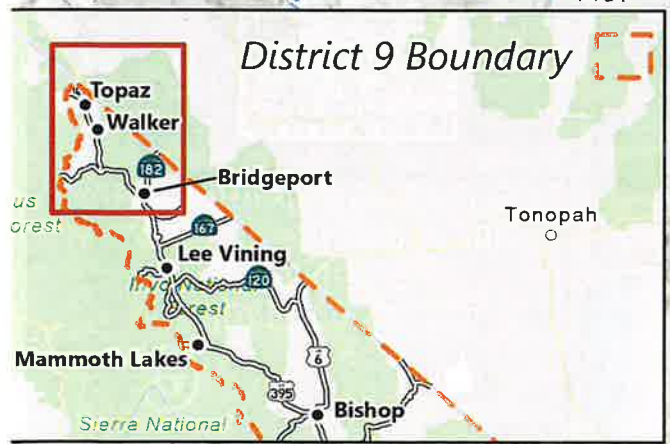 District 9 Boundary
Topaz
Walker
182
Bridgeport
us
orest
167
Tonopah
Lee Vining
120
Inyo National
rest
Mammoth Lakes
6
395
Bishop
Sierra National